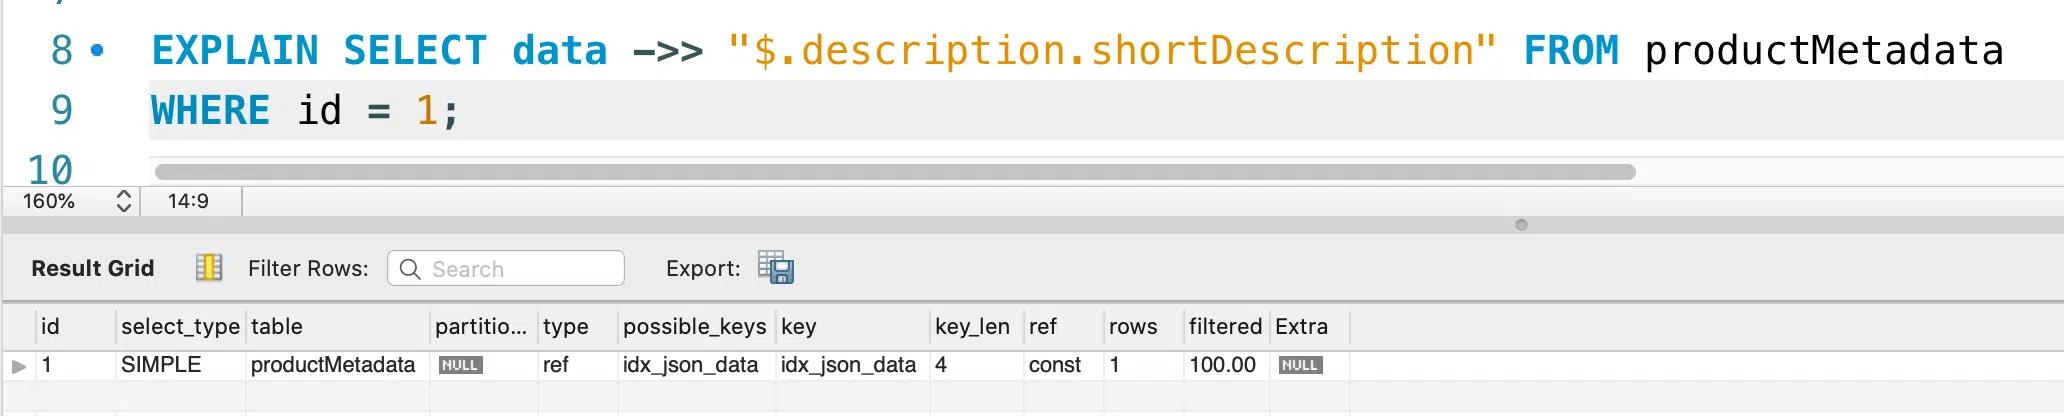 8 EXPLAIN SELECT data ->> "$.description.shortDescription" FROM productMetadata
9 WHERE id = 1;
10
160% 14:9
Result Grid Filter Rows: Search Export:
id select_type table partitio... type possible_keys key key_len ref rows filtered Extra
1 SIMPLE productMetadata NULL ref idx_json_data idx_json_data 4 const 1 100.00 NULL